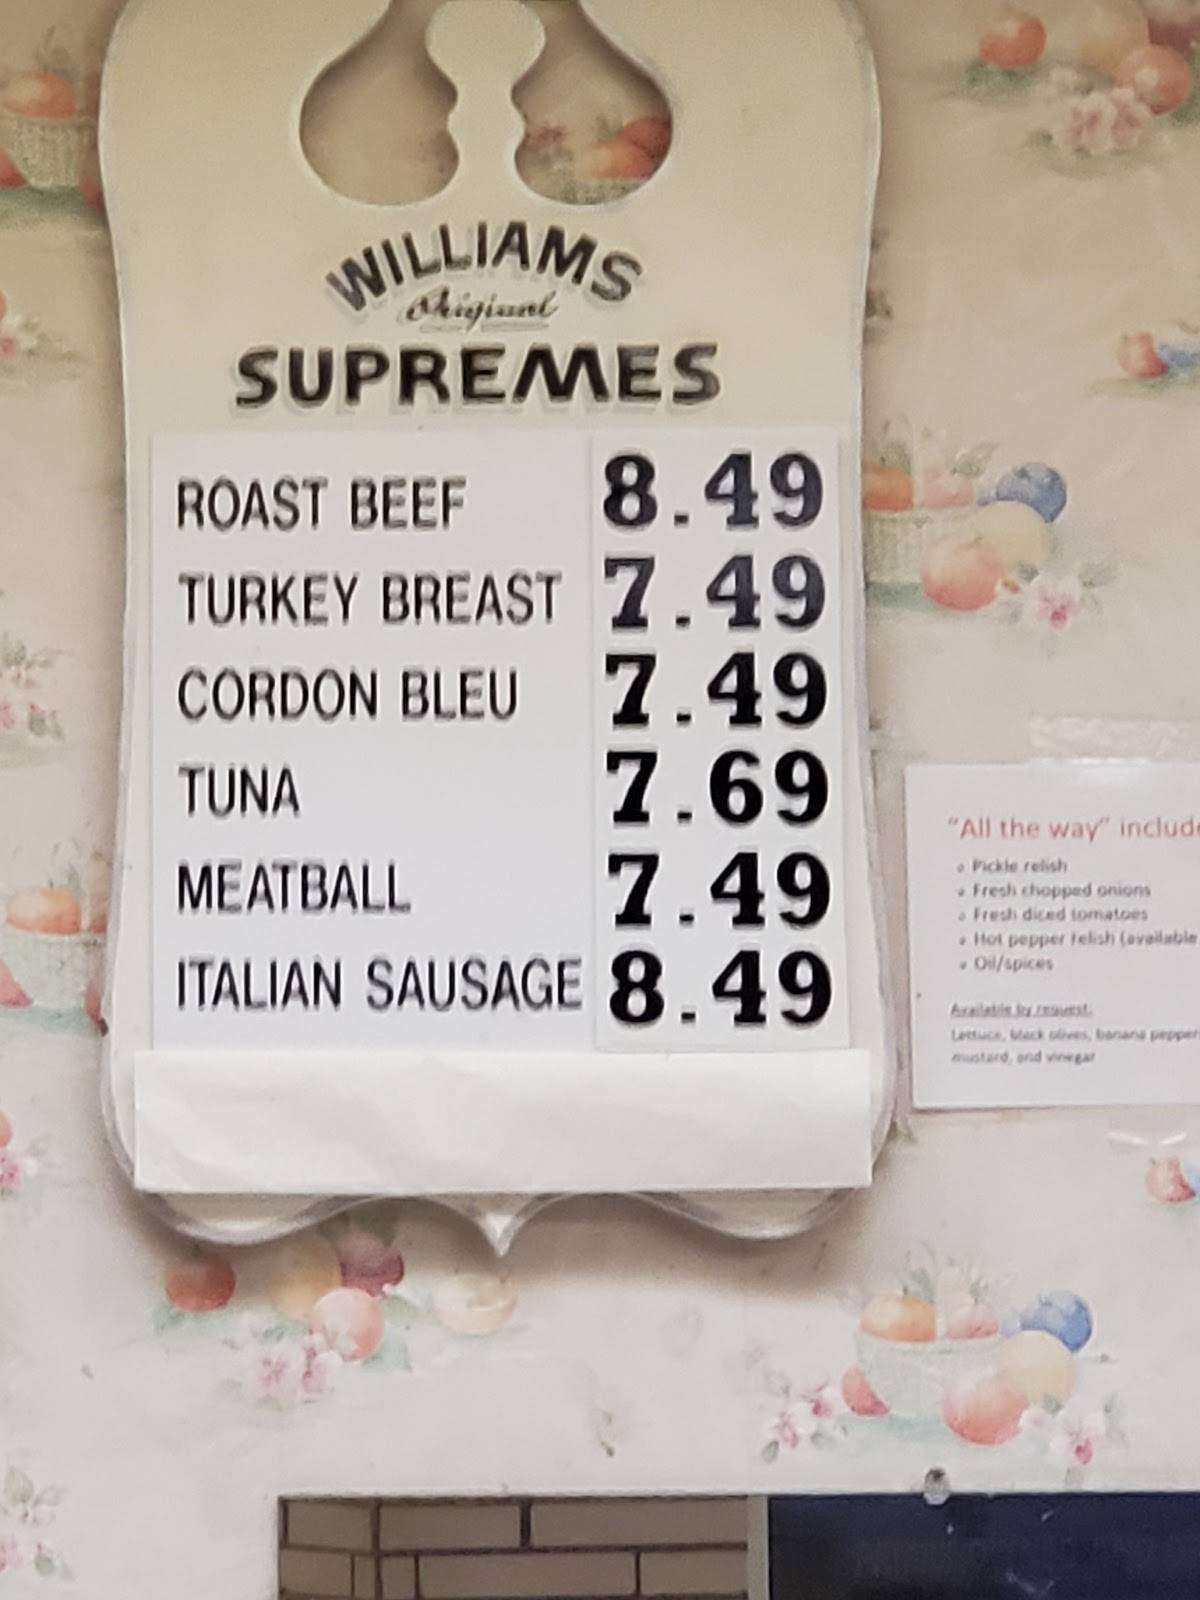 WILLIAMS
Original
SUPREMES
ROAST BEEF 8.49
TURKEY BREAST 7.49
CORDON BLEU 7.49
TUNA 7.69
MEATBALL 7.49
ITALIAN SAUSAGE 8.49
"All the way" includ
• Pickle relish
• Fresh chopped onions
• Fresh diced tomatoes
• Hot pepper relish (available
• Oil/spices
Available by request:
Lettuce, black olives, banana pepper
mustard, and vinegar